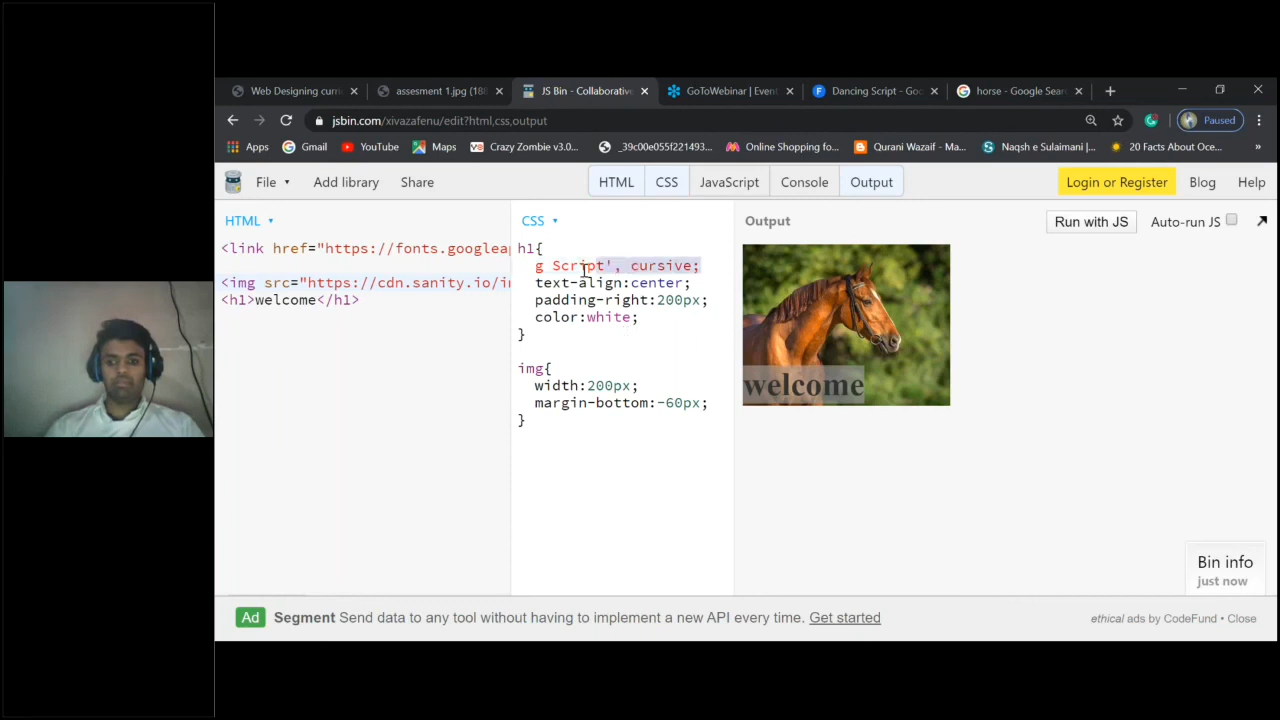 Web Designing curri
assesment 1.jpg (188
JS Bin - Collaborative
GoToWebinar | Event
Dancing Script - Goo
horse - Google Sear
jsbin.com/xivazafenu/edit?html,css,output
Paused
Apps
Gmail
YouTube
Maps
Crazy Zombie v3.0...
_39c00e055f221493...
Online Shopping fo...
Qurani Wazaif - Ma...
Naqsh e Sulaimani |...
20 Facts About Oce...
»
File
Add library
Share
HTML
CSS
JavaScript
Console
Output
Login or Register
Blog
Help
HTML
CSS
Output
Run with JS
Auto-run JS
<link href="https://fonts.googleap
<img src="https://cdn.sanity.io/im
<h1>welcome</h1>
h1{
g Script', cursive;
text-align:center;
padding-right:200px;
color:white;
}
img{
width:200px;
margin-bottom:-60px;
}
welcome
Bin info
just now
Ad
Segment Send data to any tool without having to implement a new API every time. Get started
ethical ads by CodeFund • Close